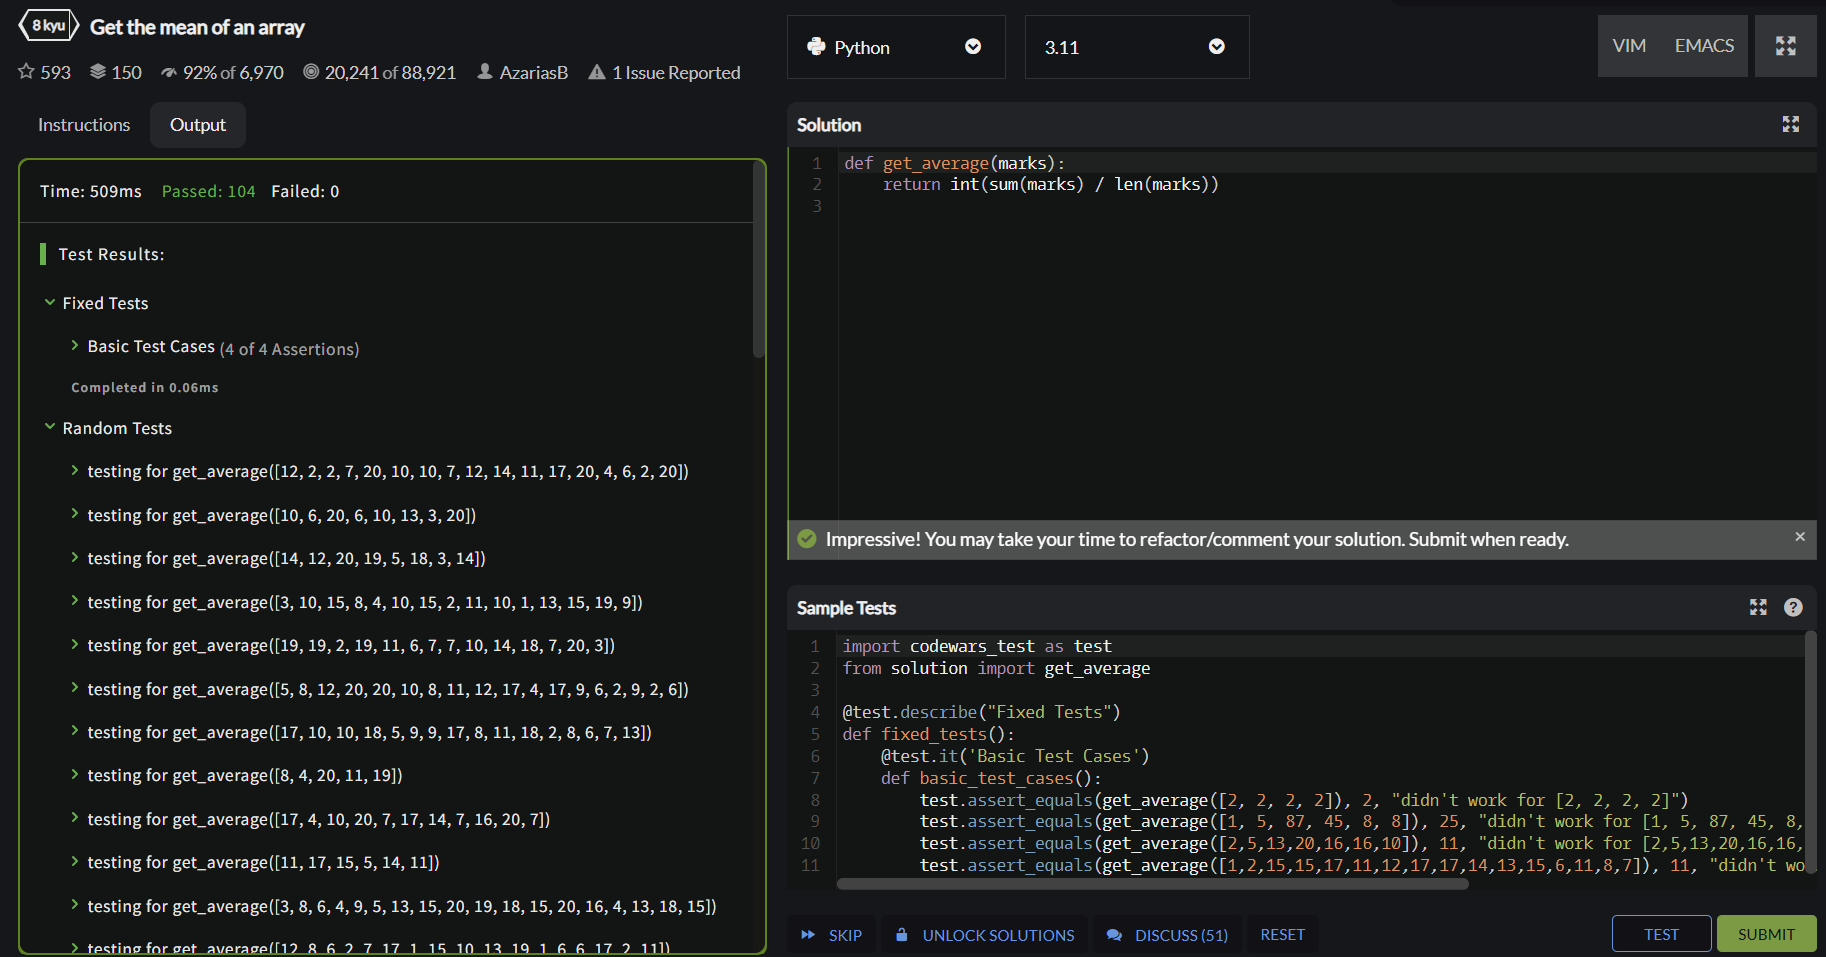 8 kyu Get the mean of an array
593 150 92% of 6,970 20,241 of 88,921 AzariasB 1 Issue Reported
Instructions Output
Time: 509ms Passed: 104 Failed: 0
Test Results:
Fixed Tests
Basic Test Cases (4 of 4 Assertions)
Completed in 0.06ms
Random Tests
testing for get_average([12, 2, 2, 7, 20, 10, 10, 7, 12, 14, 11, 17, 20, 4, 6, 2, 20])
testing for get_average([10, 6, 20, 6, 10, 13, 3, 20])
testing for get_average([14, 12, 20, 19, 5, 18, 3, 14])
testing for get_average([3, 10, 15, 8, 4, 10, 15, 2, 11, 10, 1, 13, 15, 19, 9])
testing for get_average([19, 19, 2, 19, 11, 6, 7, 7, 10, 14, 18, 7, 20, 3])
testing for get_average([5, 8, 12, 20, 20, 10, 8, 11, 12, 17, 4, 17, 9, 6, 2, 9, 2, 6])
testing for get_average([17, 10, 10, 18, 5, 9, 9, 17, 8, 11, 18, 2, 8, 6, 7, 13])
testing for get_average([8, 4, 20, 11, 19])
testing for get_average([17, 4, 10, 20, 7, 17, 14, 7, 16, 20, 7])
testing for get_average([11, 17, 15, 5, 14, 11])
testing for get_average([3, 8, 6, 4, 9, 5, 13, 15, 20, 19, 18, 15, 20, 16, 4, 13, 18, 15])
testing for get_average([12, 8, 6, 2, 7, 17, 1, 15, 10, 13, 19, 1, 6, 6, 17, 2, 11])
Python 3.11 VIM EMACS
Solution
1 def get_average(marks):
2 return int(sum(marks) / len(marks))
3
Impressive! You may take your time to refactor/comment your solution. Submit when ready.
Sample Tests
1 import codewars_test as test
2 from solution import get_average
3
4 @test.describe("Fixed Tests")
5 def fixed_tests():
6 @test.it('Basic Test Cases')
7 def basic_test_cases():
8 test.assert_equals(get_average([2, 2, 2, 2]), 2, "didn't work for [2, 2, 2, 2]")
9 test.assert_equals(get_average([1, 5, 87, 45, 8, 8]), 25, "didn't work for [1, 5, 87, 45, 8,
10 test.assert_equals(get_average([2,5,13,20,16,16,10]), 11, "didn't work for [2,5,13,20,16,16,
11 test.assert_equals(get_average([1,2,15,15,17,11,12,17,17,14,13,15,6,11,8,7]), 11, "didn't wo
SKIP UNLOCK SOLUTIONS DISCUSS (51) RESET TEST SUBMIT